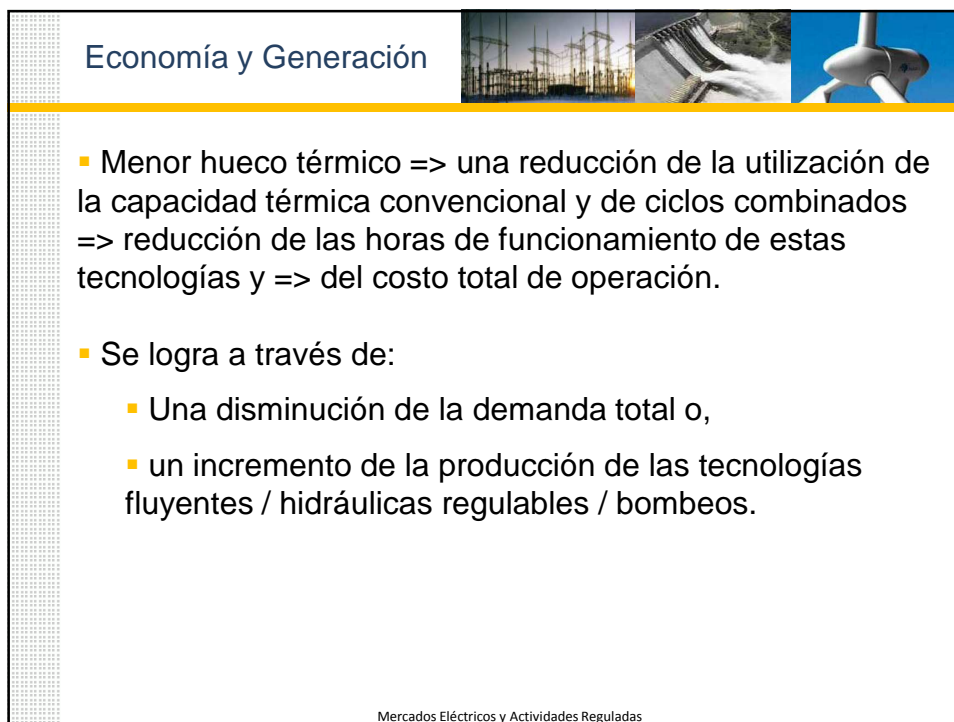 Economía y Generación
▪ Menor hueco térmico => una reducción de la utilización de
la capacidad térmica convencional y de ciclos combinados
=> reducción de las horas de funcionamiento de estas
tecnologías y => del costo total de operación.
▪ Se logra a través de:
▪ Una disminución de la demanda total o,
▪ un incremento de la producción de las tecnologías
fluyentes / hidráulicas regulables / bombeos.
Mercados Eléctricos y Actividades Reguladas